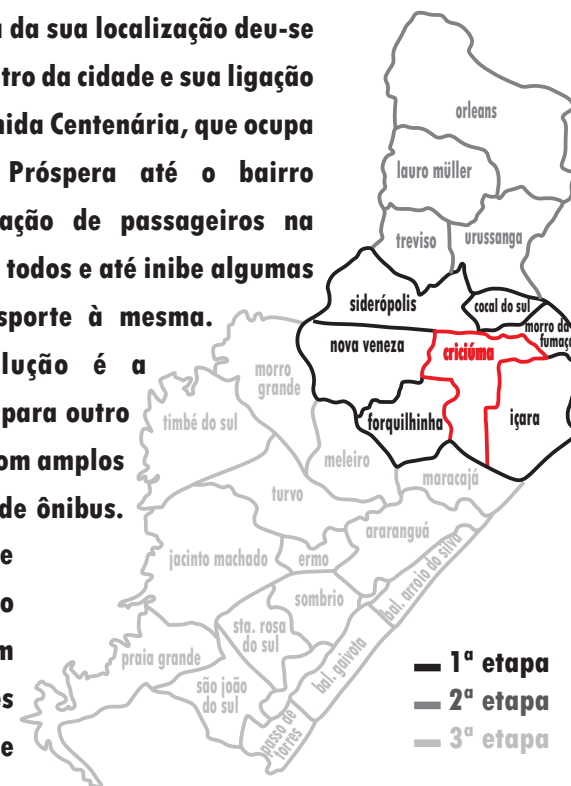 a da sua localização deu-se
tro da cidade e sua ligação
nida Centenária, que ocupa
Próspera até o bairro
ação de passageiros na
todos e até inibe algumas
sporte à mesma.
lução é a
para outro
om amplos
de ônibus.
e
o
m
es
e
orleans
lauro müller
treviso
urussanga
siderópolis
cocal do sul
morro da
fumaça
nova veneza
criciúma
morro
grande
forquilhinha
içara
timbé do sul
meleiro
maracajá
turvo
araranguá
jacinto machado
ermo
bal. arroio do silva
sombrio
sta. rosa
do sul
praia grande
bal. gaivota
são joão
do sul
passo de
torres
1ª etapa
2ª etapa
3ª etapa